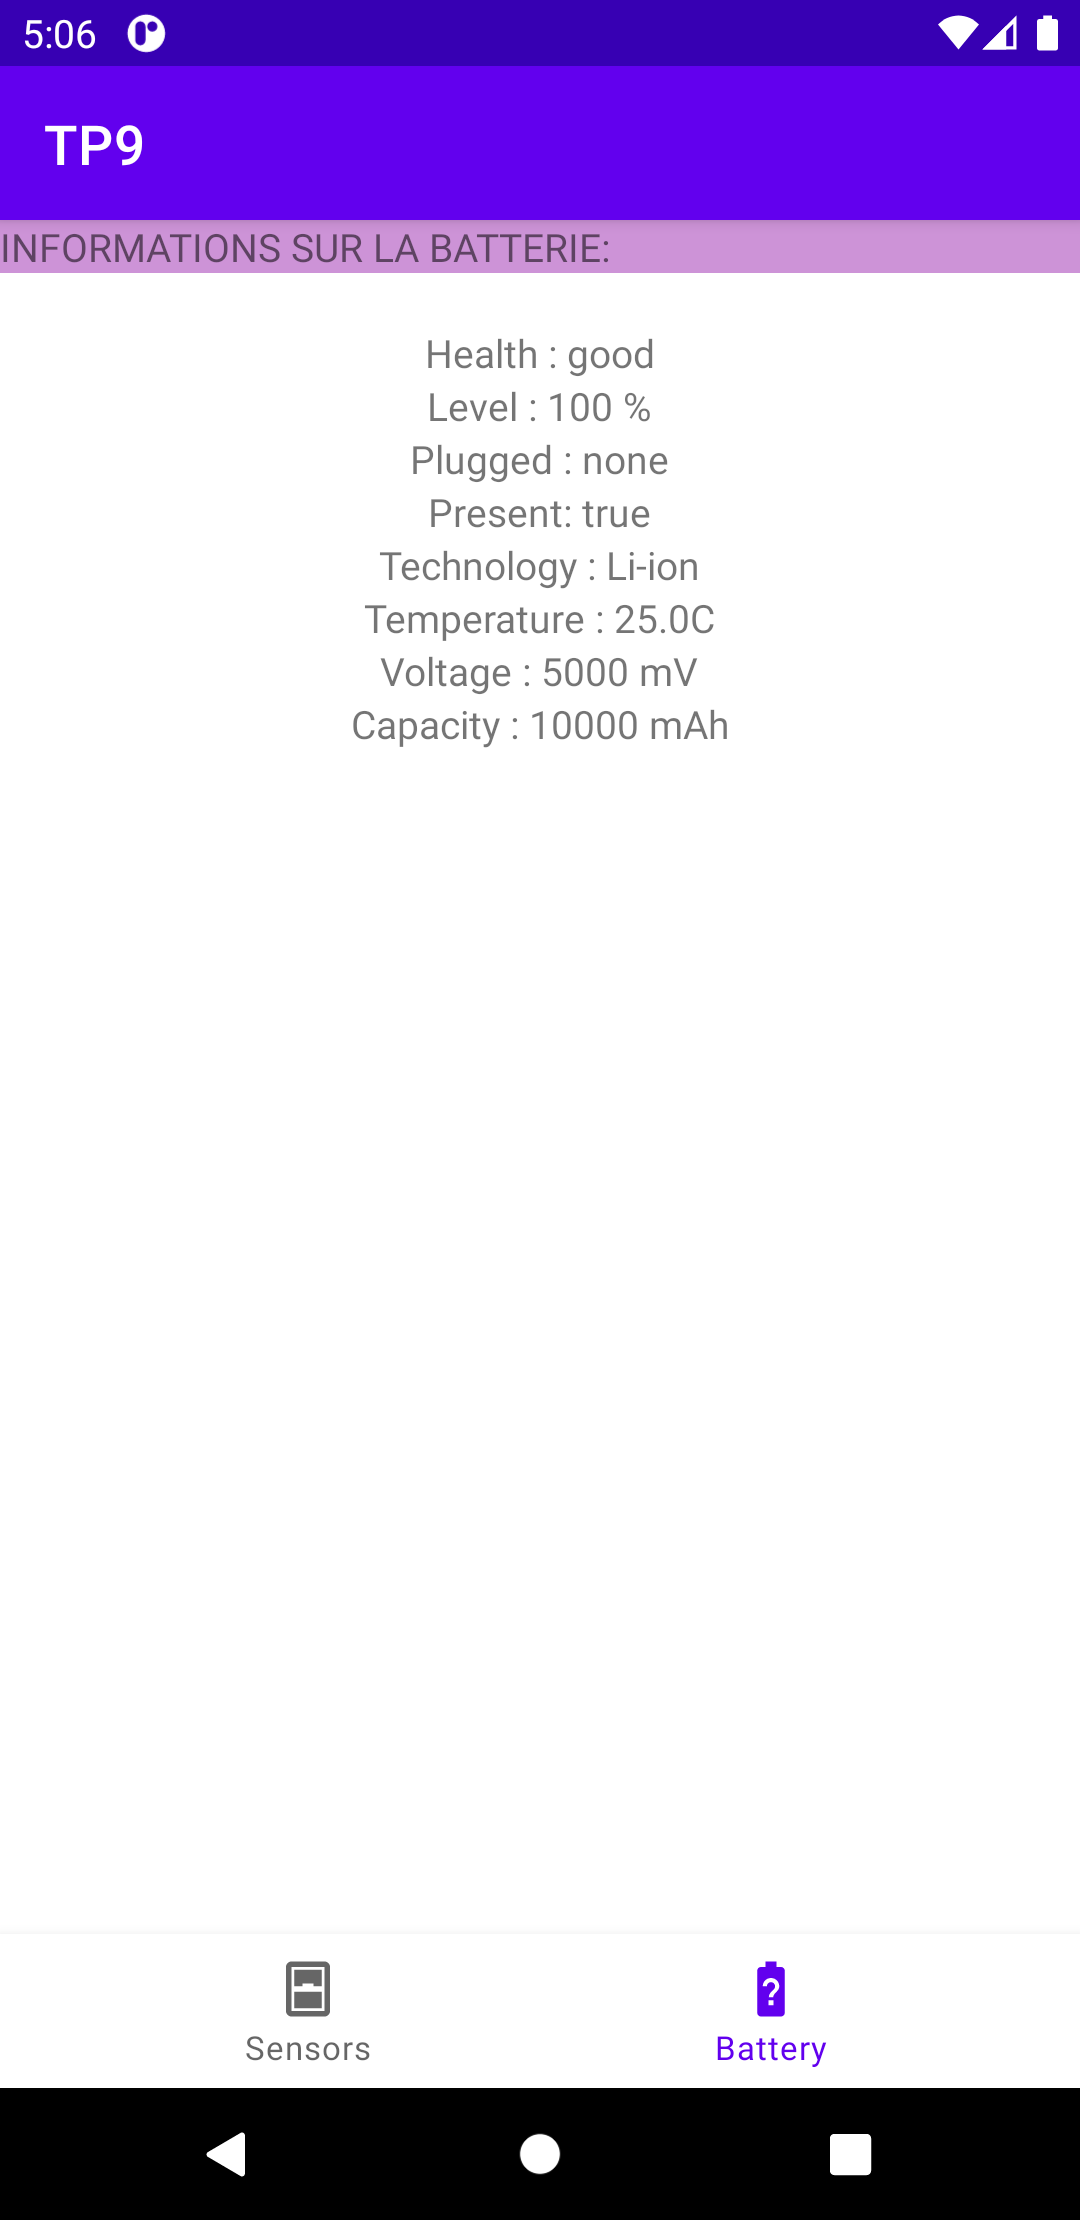 5:06
TP9
INFORMATIONS SUR LA BATTERIE:
Health : good
Level : 100 %
Plugged : none
Present: true
Technology : Li-ion
Temperature : 25.0C
Voltage : 5000 mV
Capacity : 10000 mAh
Sensors
Battery